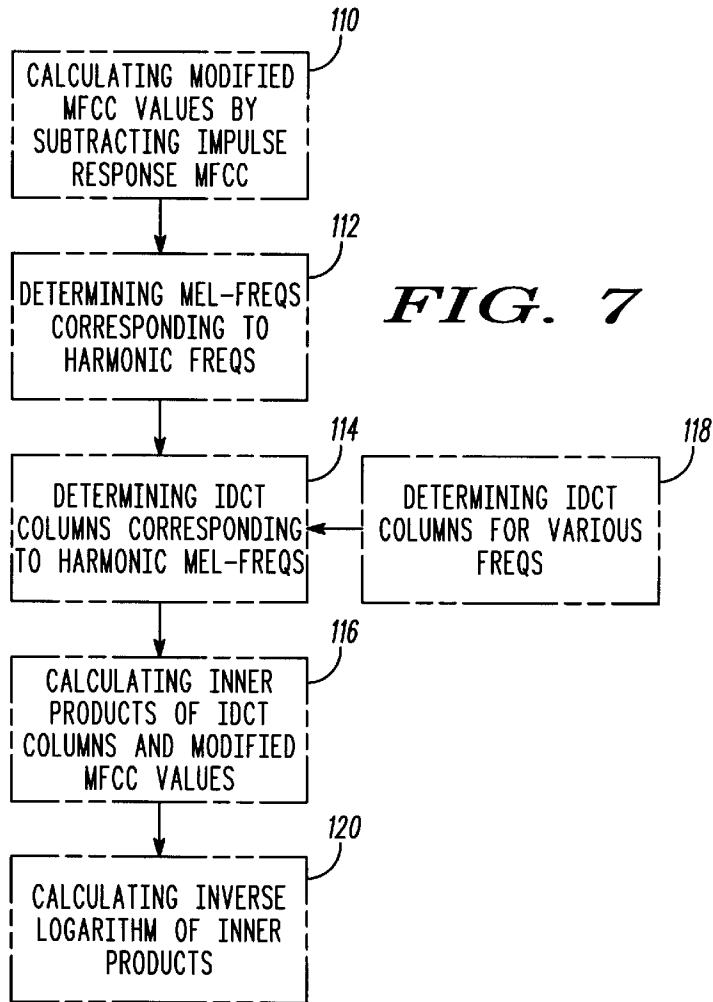 110
CALCULATING MODIFIED
MFCC VALUES BY
SUBTRACTING IMPULSE
RESPONSE MFCC
112
DETERMINING MEL-FREQS
CORRESPONDING TO
HARMONIC FREQS
FIG. 7
114
DETERMINING IDCT
COLUMNS CORRESPONDING
TO HARMONIC MEL-FREQS
118
DETERMINING IDCT
COLUMNS FOR VARIOUS
FREQS
116
CALCULATING INNER
PRODUCTS OF IDCT
COLUMNS AND MODIFIED
MFCC VALUES
120
CALCULATING INVERSE
LOGARITHM OF INNER
PRODUCTS